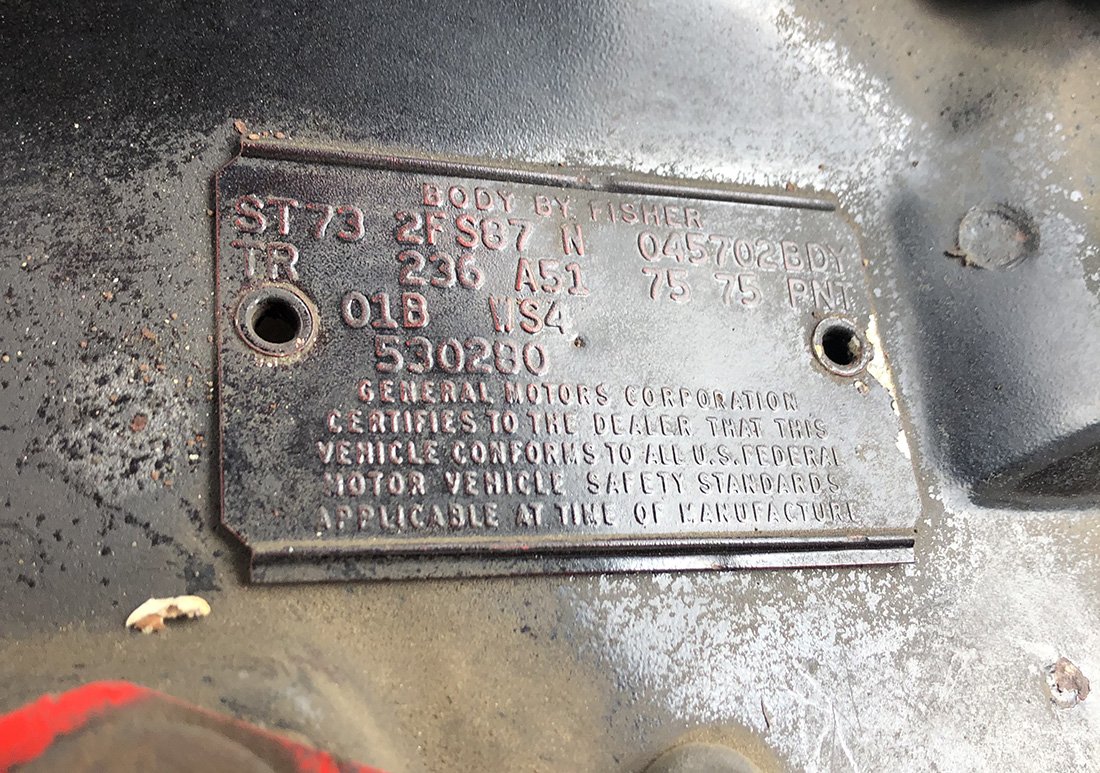 BODY BY FISHER
ST73 2FS87 N 045702BDY
TR 236 A51 75 75 PNT
01B WS4
530280
GENERAL MOTORS CORPORATION
CERTIFIES TO THE DEALER THAT THIS
VEHICLE CONFORMS TO ALL U.S. FEDERAL
MOTOR VEHICLE SAFETY STANDARDS
APPLICABLE AT TIME OF MANUFACTURE